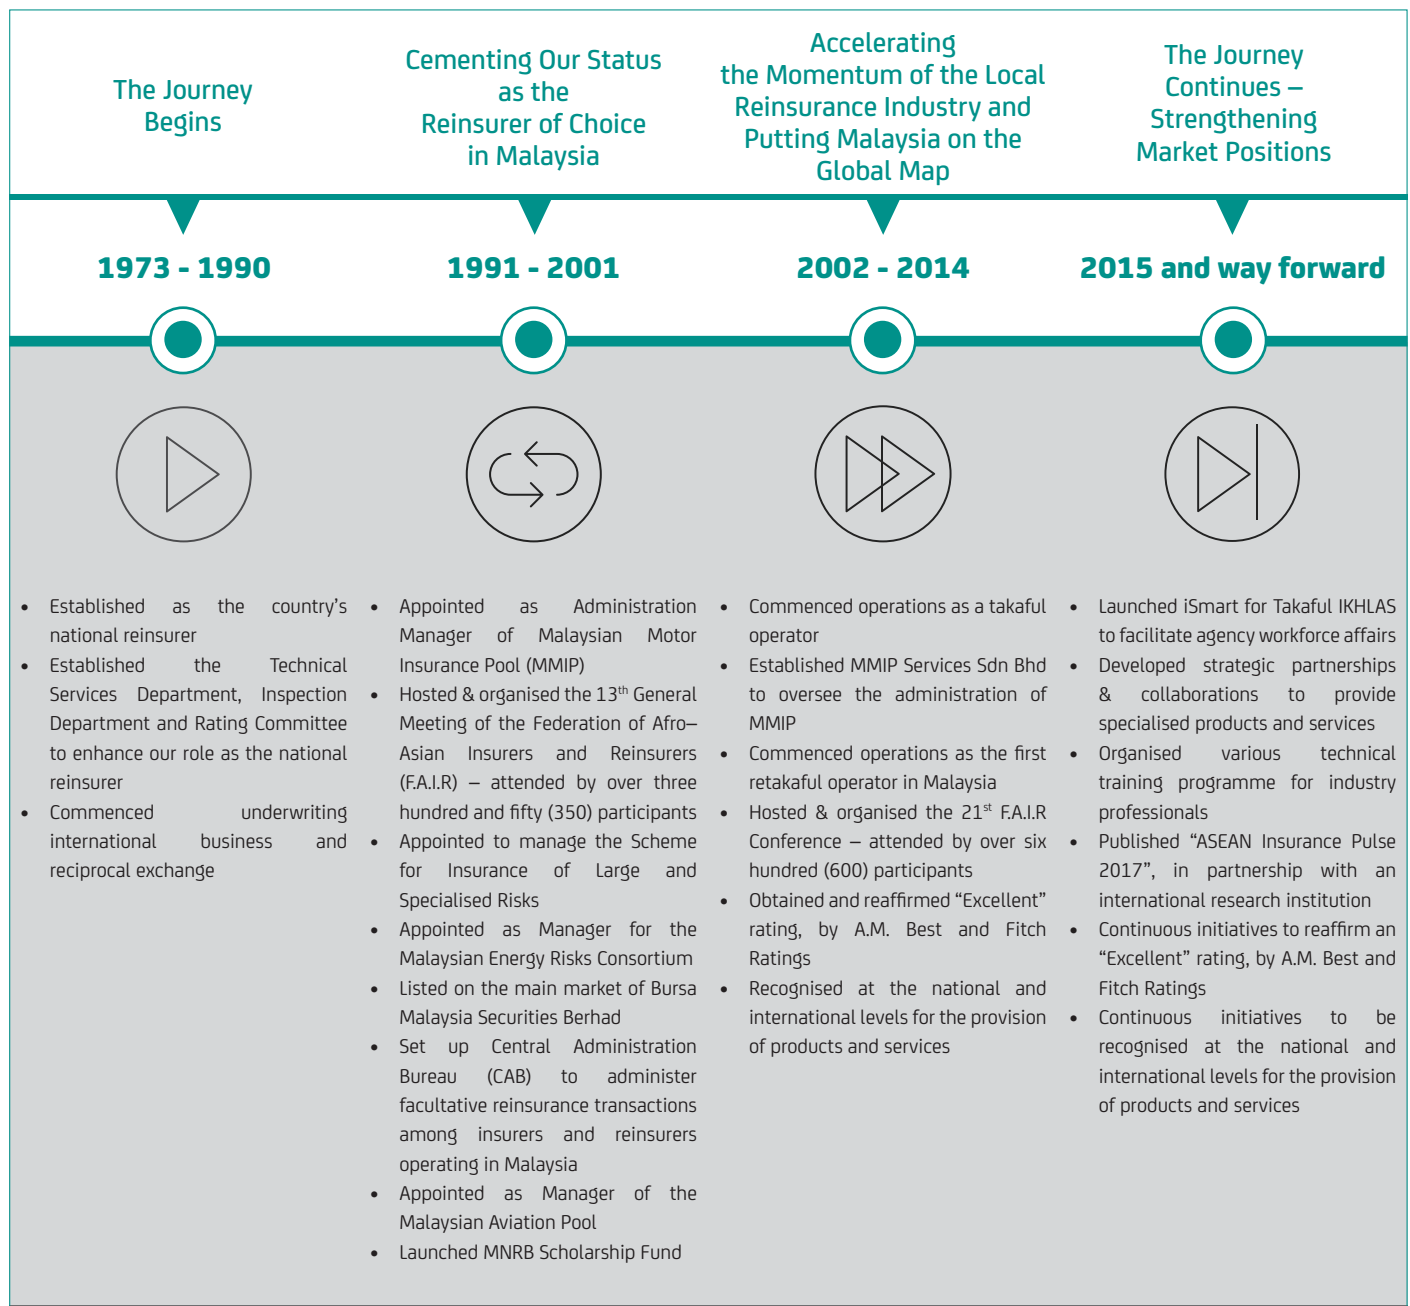 The Journey
Begins
Cementing Our Status
as the
Reinsurer of Choice
in Malaysia
Accelerating
the Momentum of the Local
Reinsurance Industry and
Putting Malaysia on the
Global Map
The Journey
Continues –
Strengthening
Market Positions
1973 - 1990
1991 - 2001
2002 - 2014
2015 and way forward
• Established as the country's
national reinsurer
• Established the Technical
Services Department, Inspection
Department and Rating Committee
to enhance our role as the national
reinsurer
• Commenced underwriting
international business and
reciprocal exchange
• Appointed as Administration
Manager of Malaysian Motor
Insurance Pool (MMIP)
• Hosted & organised the 13th General
Meeting of the Federation of Afro–
Asian Insurers and Reinsurers
(F.A.I.R) – attended by over three
hundred and fifty (350) participants
• Appointed to manage the Scheme
for Insurance of Large and
Specialised Risks
• Appointed as Manager for the
Malaysian Energy Risks Consortium
• Listed on the main market of Bursa
Malaysia Securities Berhad
• Set up Central Administration
Bureau (CAB) to administer
facultative reinsurance transactions
among insurers and reinsurers
operating in Malaysia
• Appointed as Manager of the
Malaysian Aviation Pool
• Launched MNRB Scholarship Fund
• Commenced operations as a takaful
operator
• Established MMIP Services Sdn Bhd
to oversee the administration of
MMIP
• Commenced operations as the first
retakaful operator in Malaysia
• Hosted & organised the 21st F.A.I.R
Conference – attended by over six
hundred (600) participants
• Obtained and reaffirmed “Excellent”
rating, by A.M. Best and Fitch
Ratings
• Recognised at the national and
international levels for the provision
of products and services
• Launched iSmart for Takaful IKHLAS
to facilitate agency workforce affairs
• Developed strategic partnerships
& collaborations to provide
specialised products and services
• Organised various technical
training programme for industry
professionals
• Published “ASEAN Insurance Pulse
2017”, in partnership with an
international research institution
• Continuous initiatives to reaffirm an
“Excellent” rating, by A.M. Best and
Fitch Ratings
• Continuous initiatives to be
recognised at the national and
international levels for the provision
of products and services